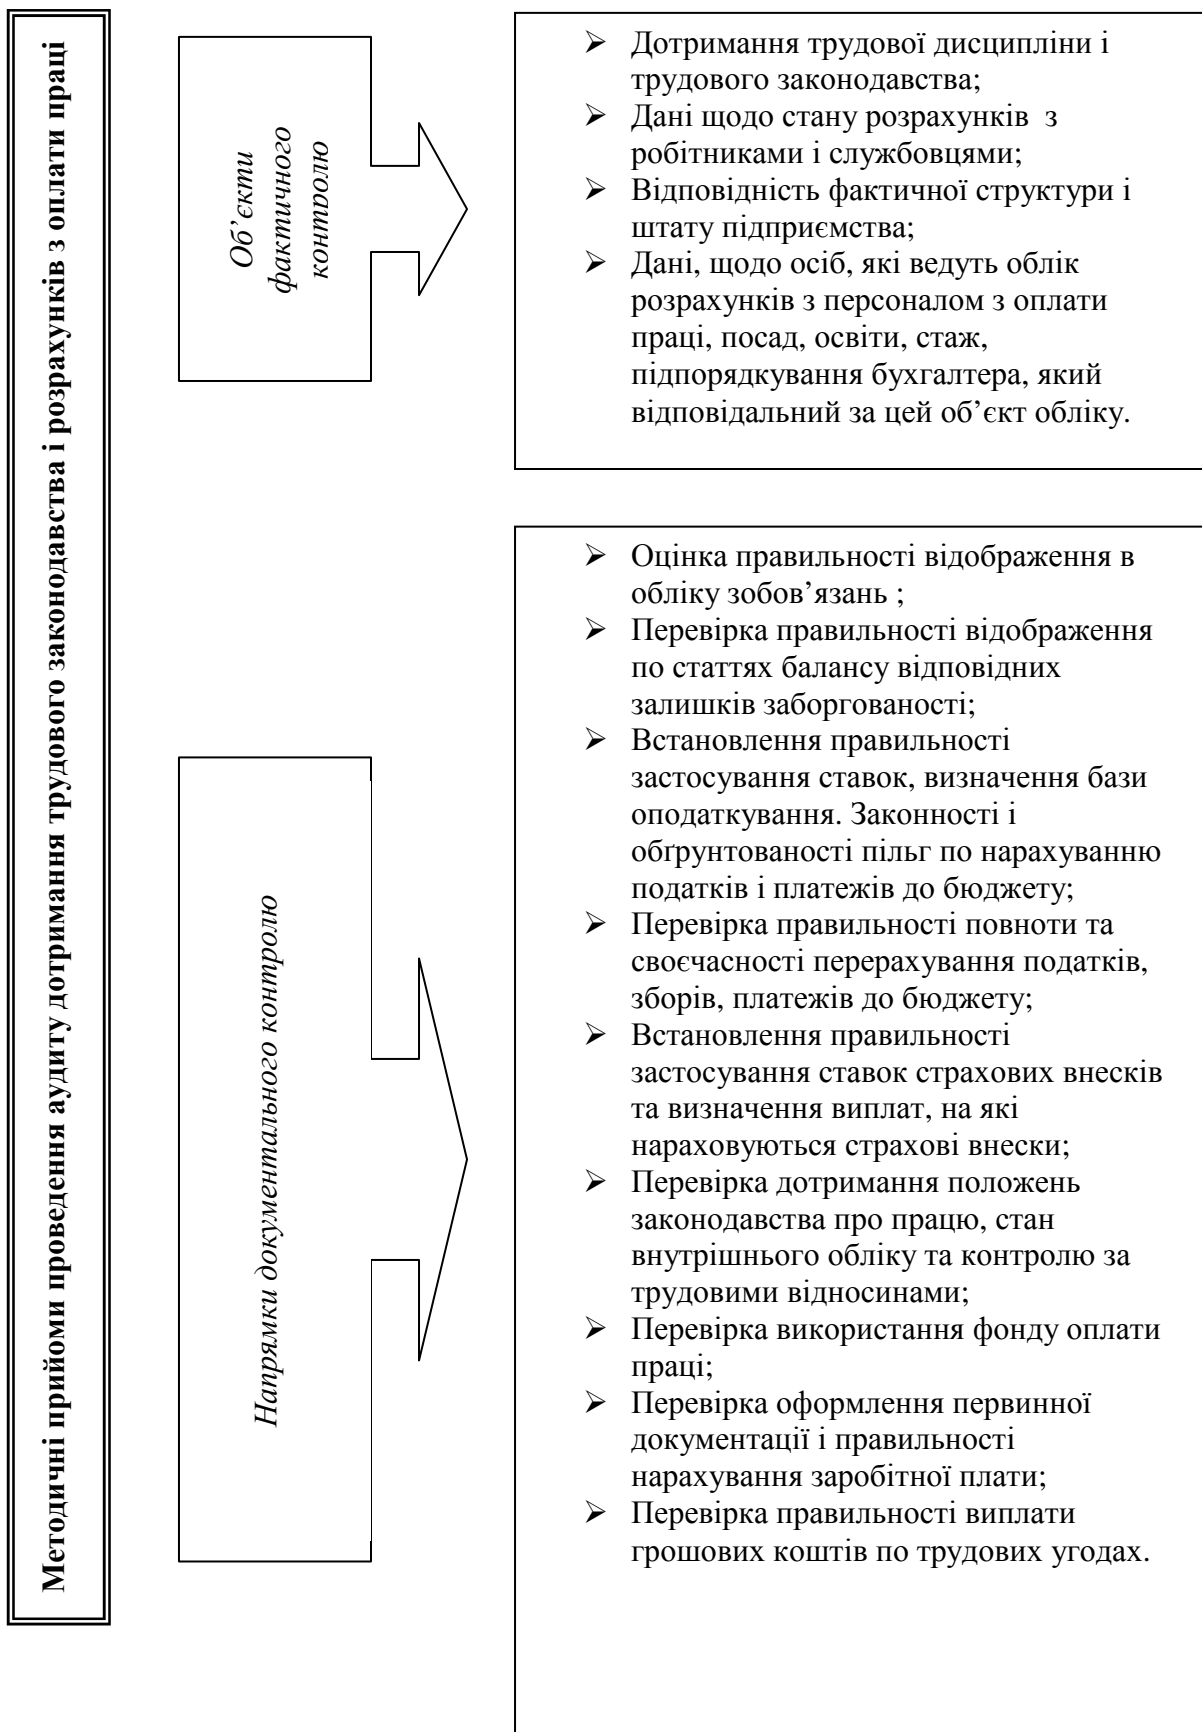 Методичні прийоми проведення аудиту дотримання трудового законодавства і розрахунків з оплати праці
Об’єкти
фактичного
контролю
➢ Дотримання трудової дисципліни і
трудового законодавства;
➢ Дані щодо стану розрахунків з
робітниками і службовцями;
➢ Відповідність фактичної структури і
штату підприємства;
➢ Дані, щодо осіб, які ведуть облік
розрахунків з персоналом з оплати
праці, посад, освіти, стаж,
підпорядкування бухгалтера, який
відповідальний за цей об’єкт обліку.
Напрямки документального контролю
➢ Оцінка правильності відображення в
обліку зобов’язань ;
➢ Перевірка правильності відображення
по статтях балансу відповідних
залишків заборгованості;
➢ Встановлення правильності
застосування ставок, визначення бази
оподаткування. Законності і
обґрунтованості пільг по нарахуванню
податків і платежів до бюджету;
➢ Перевірка правильності повноти та
своєчасності перерахування податків,
зборів, платежів до бюджету;
➢ Встановлення правильності
застосування ставок страхових внесків
та визначення виплат, на які
нараховуються страхові внески;
➢ Перевірка дотримання положень
законодавства про працю, стан
внутрішнього обліку та контролю за
трудовими відносинами;
➢ Перевірка використання фонду оплати
праці;
➢ Перевірка оформлення первинної
документації і правильності
нарахування заробітної плати;
➢ Перевірка правильності виплати
грошових коштів по трудових угодах.